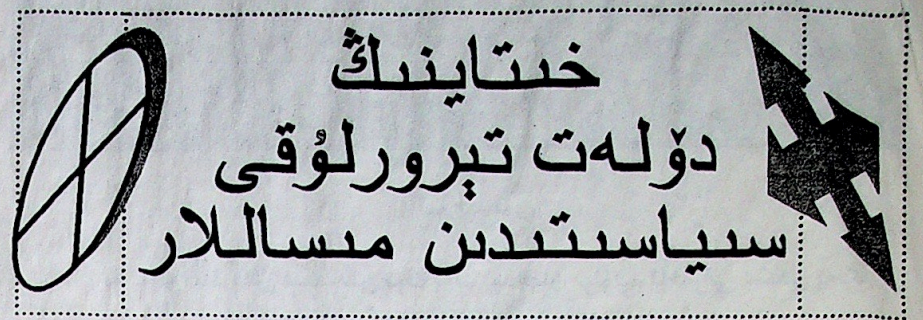 خىتاينىڭ
دۆلەت تېرورلۇقى
سىياسىتىدىن مىساللار